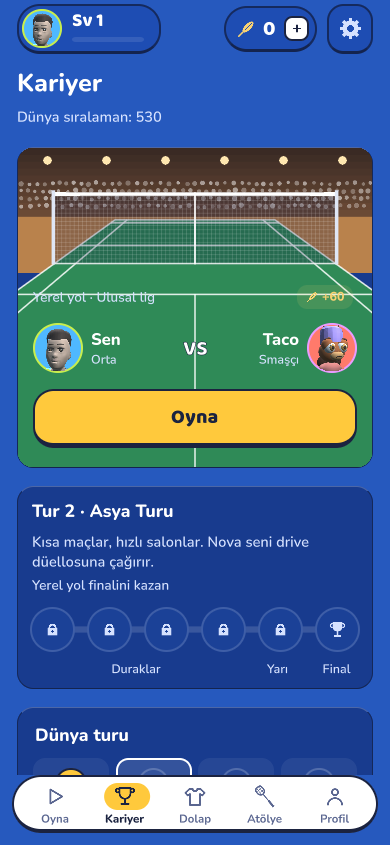 Sv 1
0
+
Kariyer
Dünya sıralaman: 530
Yerel yol · Ulusal lig
+60
Sen
Orta
VS
Taco
Smaşçı
Oyna
Tur 2 · Asya Turu
Kısa maçlar, hızlı salonlar. Nova seni drive
düellosuna çağırır.
Yerel yol finalini kazan
Duraklar
Yarı
Final
Dünya turu
Oyna
Kariyer
Dolap
Atölye
Profil